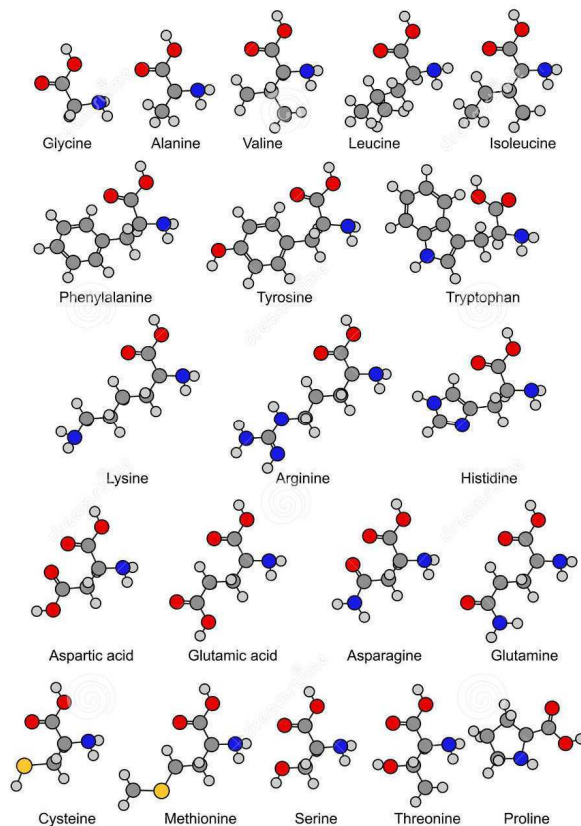 Glycine Alanine Valine Leucine Isoleucine
Phenylalanine Tyrosine Tryptophan
Lysine Arginine Histidine
Aspartic acid Glutamic acid Asparagine Glutamine
Cysteine Methionine Serine Threonine Proline